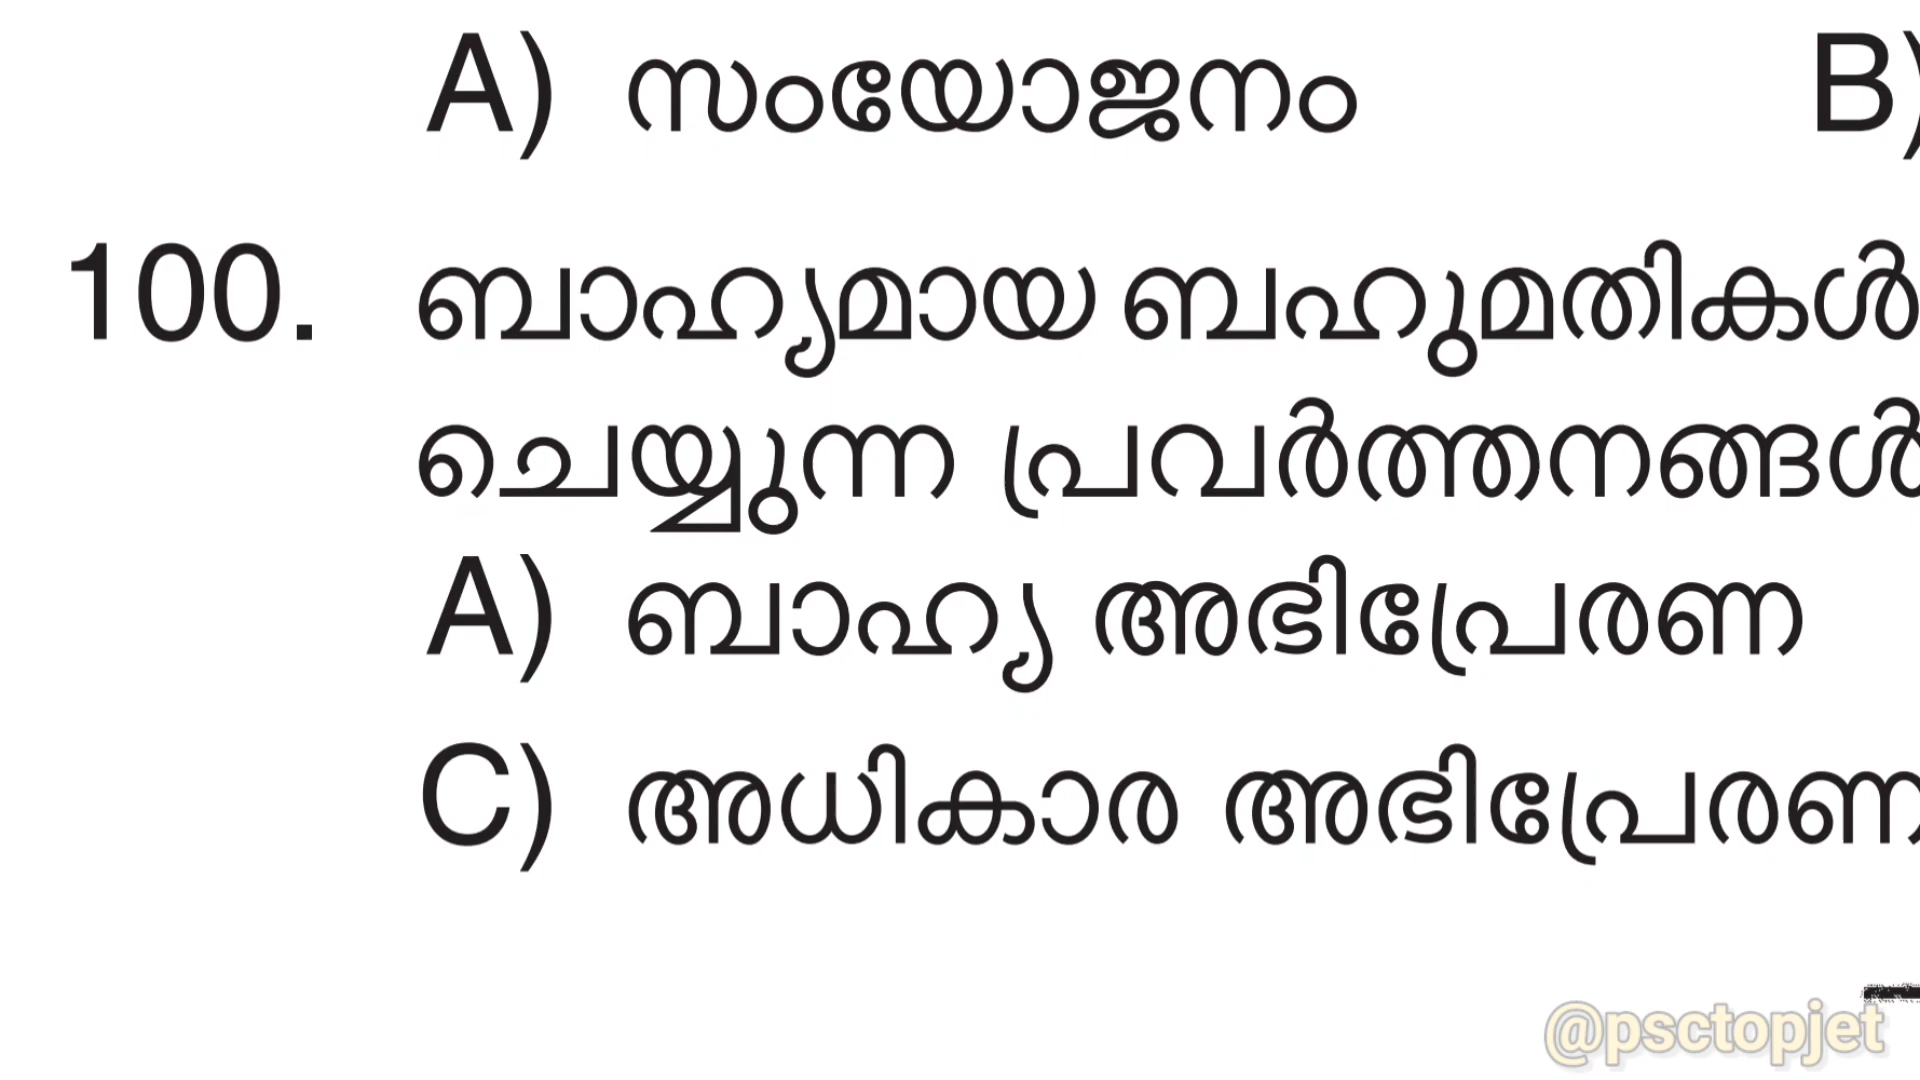 A) സംയോജനം B)
100. ബാഹ്യമായ ബഹുമതികൾ
ചെയ്യുന്ന പ്രവർത്തനങ്ങൾ
A) ബാഹ്യ അഭിപ്രേരണ
C) അധികാര അഭിപ്രേരണ
@psctopjet